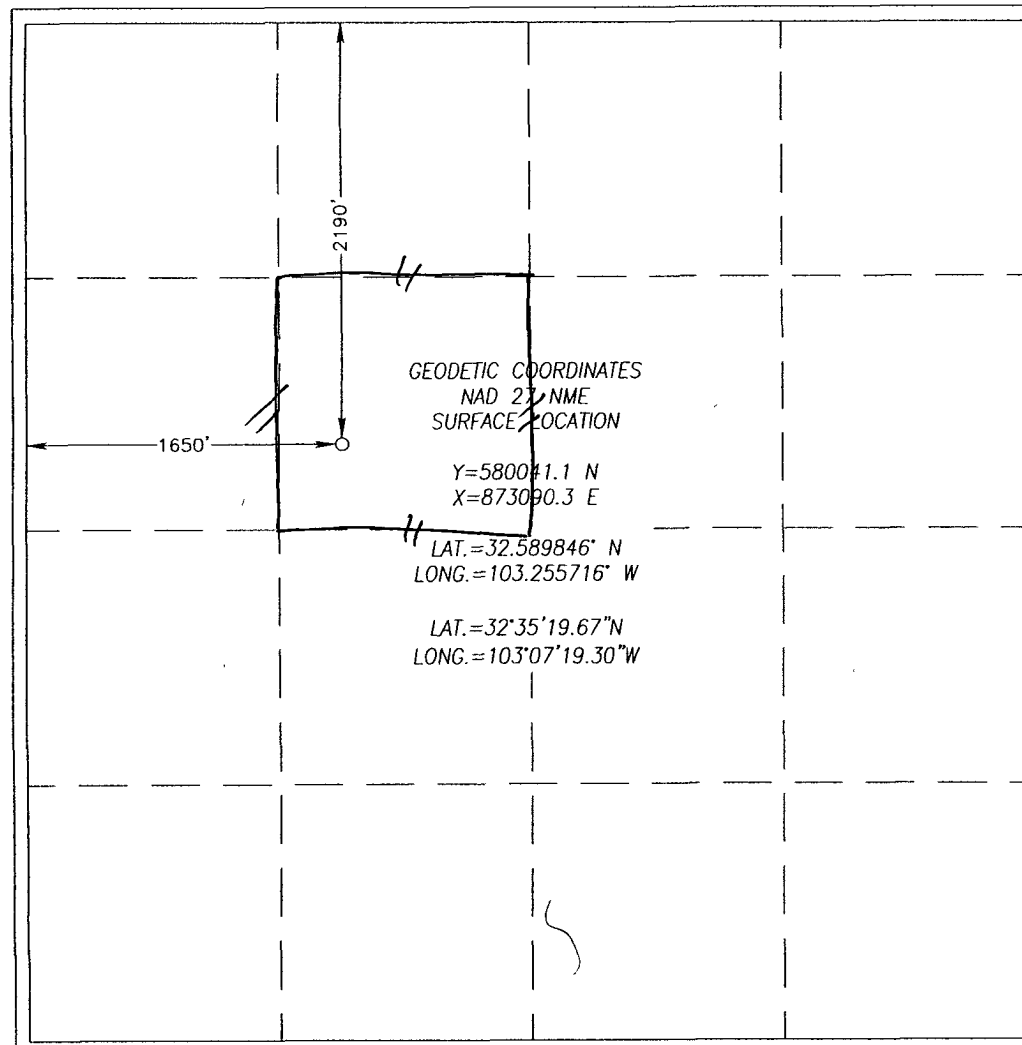 2190'
GEODETIC COORDINATES
NAD 27 NME
SURFACE LOCATION
1650'
Y=580041.1 N
X=873090.3 E
LAT.=32.589846° N
LONG.=103.255716° W
LAT.=32°35'19.67"N
LONG.=103°07'19.30"W